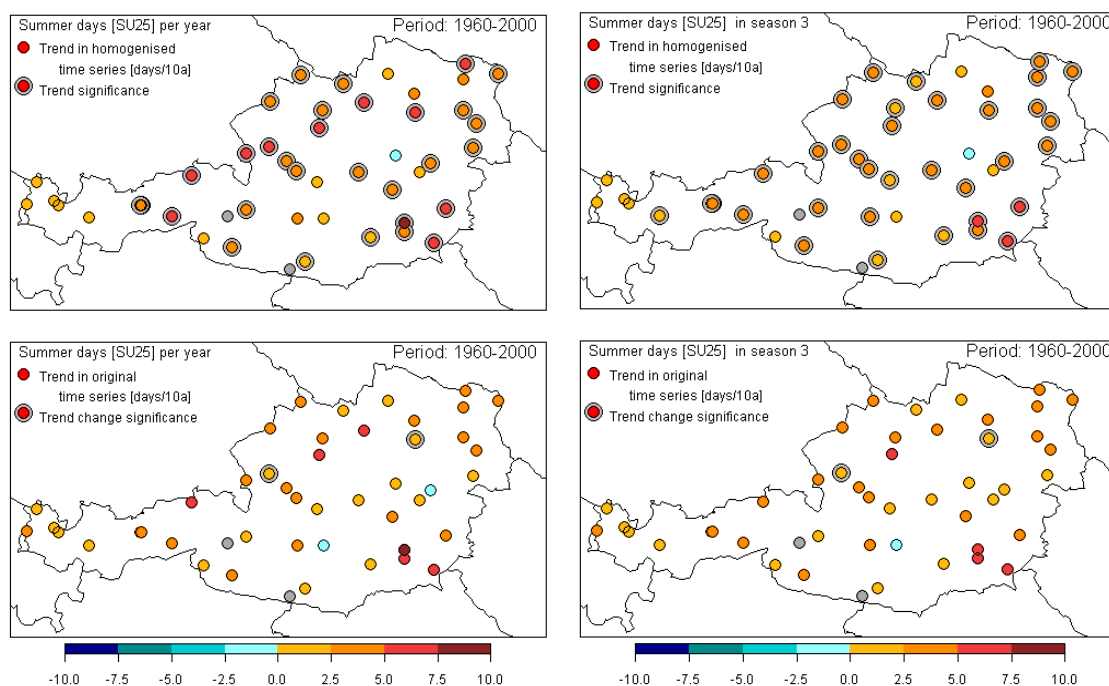 Summer days [SU25] per year
Period: 1960-2000
Trend in homogenised
time series [days/10a]
Trend significance
Summer days [SU25] in season 3
Period: 1960-2000
Trend in homogenised
time series [days/10a]
Trend significance
Summer days [SU25] per year
Period: 1960-2000
Trend in original
time series [days/10a]
Trend change significance
Summer days [SU25] in season 3
Period: 1960-2000
Trend in original
time series [days/10a]
Trend change significance
-10.0 -7.5 -5.0 -2.5 0.0 2.5 5.0 7.5 10.0
-10.0 -7.5 -5.0 -2.5 0.0 2.5 5.0 7.5 10.0